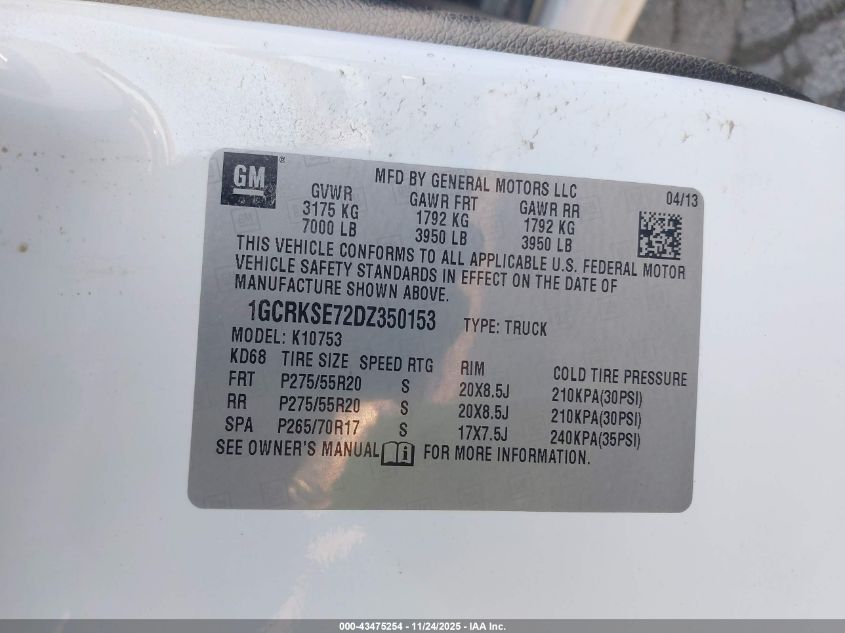 GM ®
MFD BY GENERAL MOTORS LLC
04/13
GVWR GAWR FRT GAWR RR
3175 KG 1792 KG 1792 KG
7000 LB 3950 LB 3950 LB
THIS VEHICLE CONFORMS TO ALL APPLICABLE U.S. FEDERAL MOTOR
VEHICLE SAFETY STANDARDS IN EFFECT ON THE DATE OF
MANUFACTURE SHOWN ABOVE.
1GCRKSE72DZ350153 TYPE: TRUCK
MODEL: K10753
KD68 TIRE SIZE SPEED RTG RIM COLD TIRE PRESSURE
FRT P275/55R20 S 20X8.5J 210KPA(30PSI)
RR P275/55R20 S 20X8.5J 210KPA(30PSI)
SPA P265/70R17 S 17X7.5J 240KPA(35PSI)
SEE OWNER'S MANUAL FOR MORE INFORMATION.
000-43475254 - 11/24/2025 - IAA Inc.